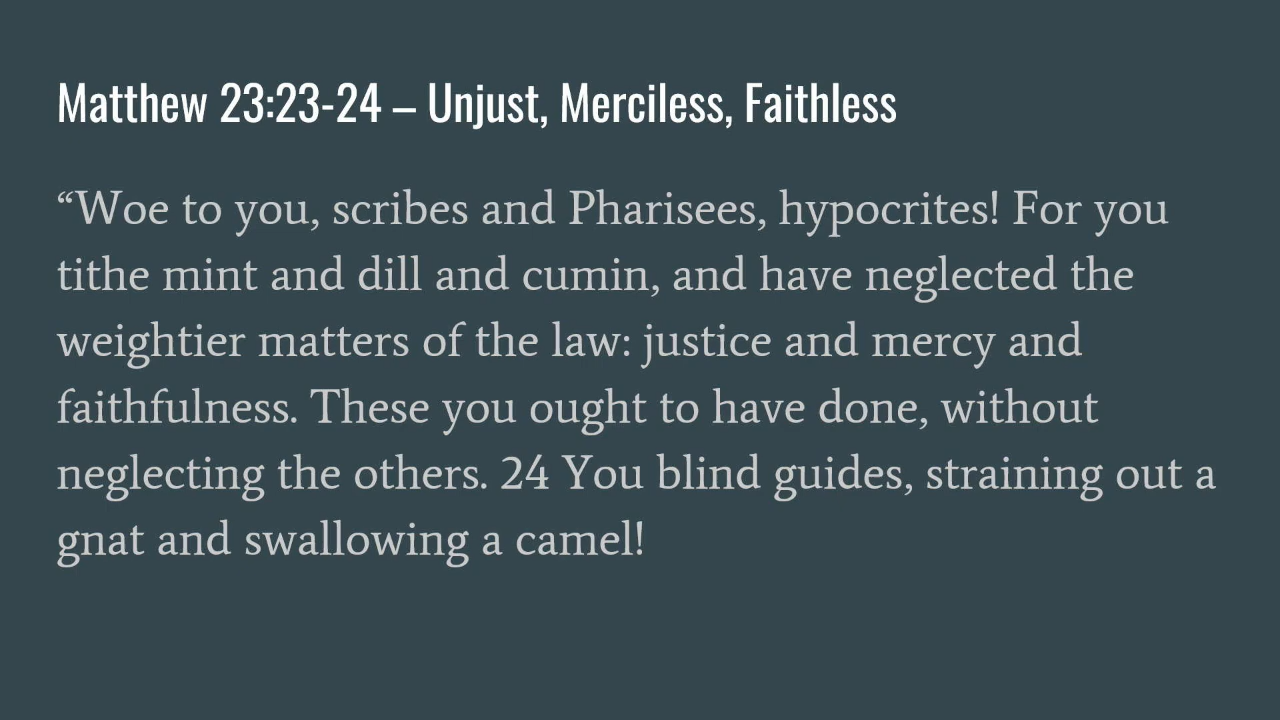 Matthew 23:23-24 – Unjust, Merciless, Faithless
“Woe to you, scribes and Pharisees, hypocrites! For you
tithe mint and dill and cumin, and have neglected the
weightier matters of the law: justice and mercy and
faithfulness. These you ought to have done, without
neglecting the others. 24 You blind guides, straining out a
gnat and swallowing a camel!